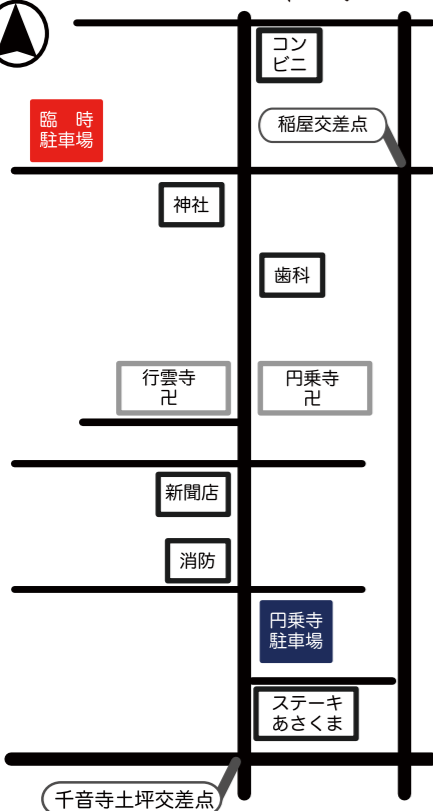 コン
ビニ
臨　時
駐車場
稲屋交差点
神社
歯科
行雲寺
卍
円乗寺
卍
新聞店
消防
円乗寺
駐車場
ステーキ
あさくま
千音寺土坪交差点